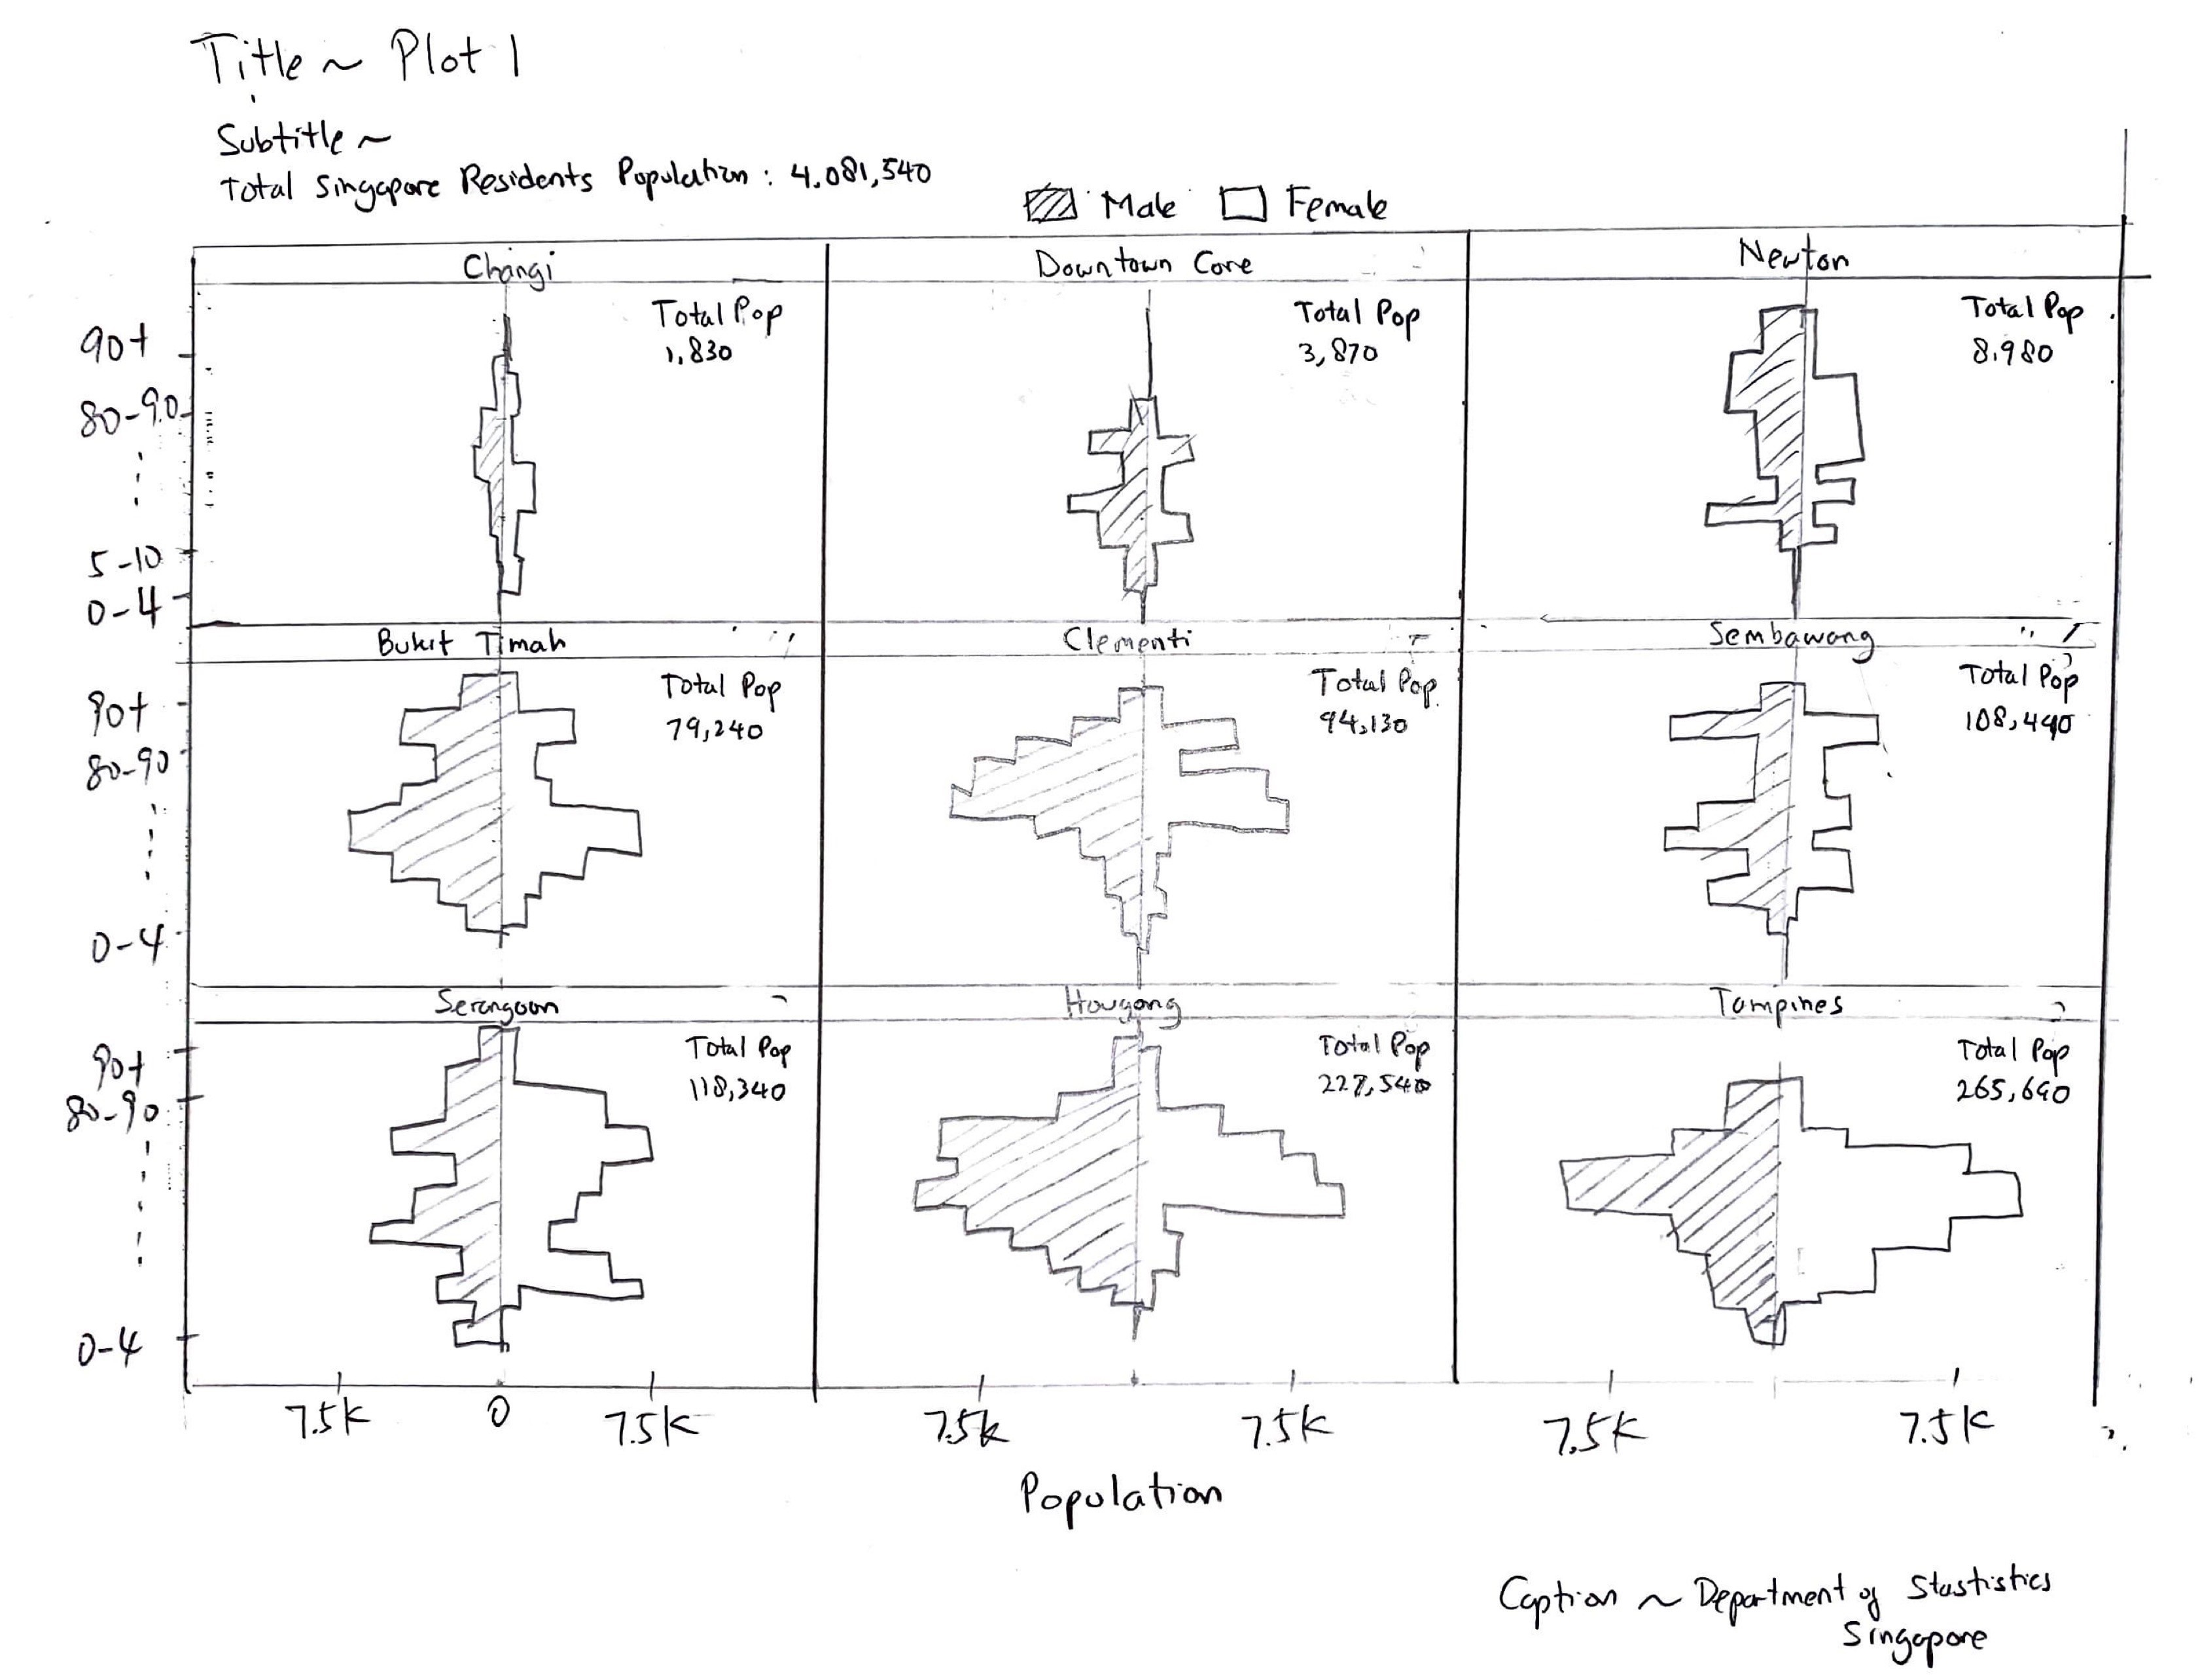 Title ~ Plot 1
Subtitle ~
Total Singapore Residents Population : 4,081,540
Male Female
Changi Downtown Core Newton
Total Pop Total Pop Total Pop
1,830 3,870 8,980
90+
80-90
5-10
0-4
Bukit Timah Clementi Sembawang
Total Pop Total Pop Total Pop
79,240 94,130 108,490
90+
80-90
0-4
Serangoon Hougang Tampines
Total Pop Total Pop Total Pop
118,340 227,540 265,690
90+
80-90
0-4
7.5K 0 7.5K 7.5k 7.5K 7.5K 7.5K
Population
Caption ~ Department of Stastistics
Singapore